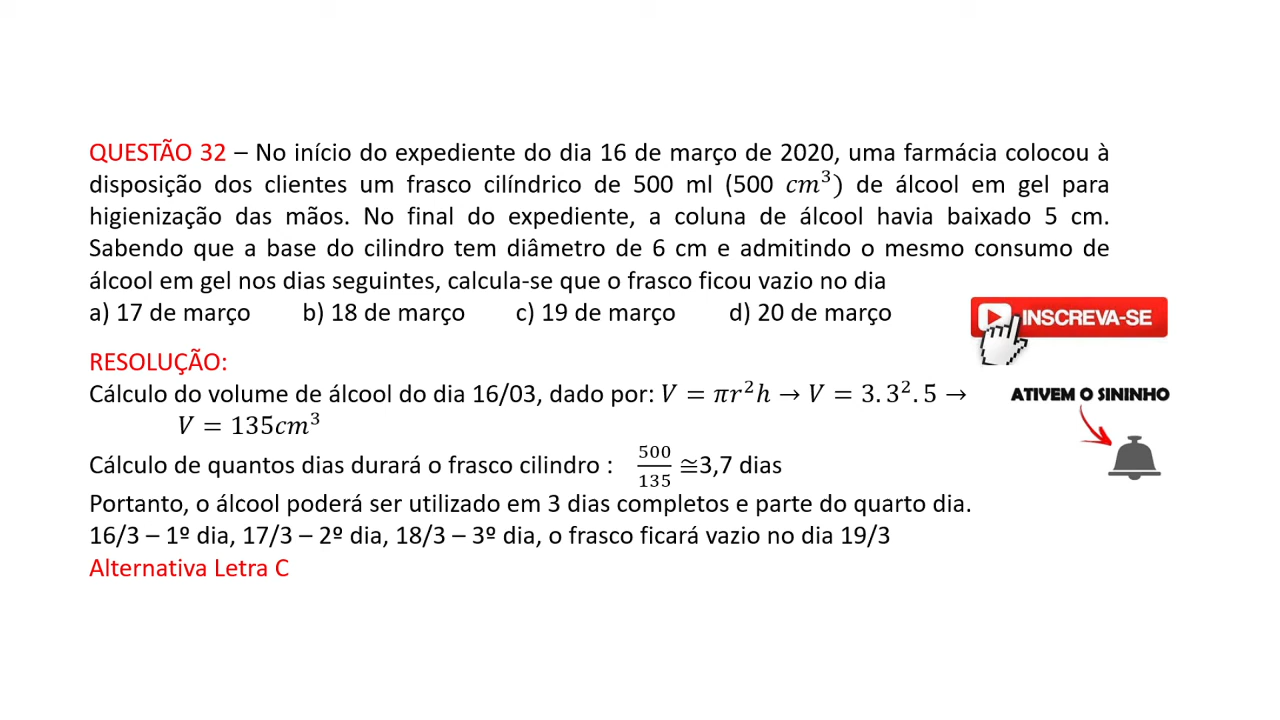 QUESTÃO 32 – No início do expediente do dia 16 de março de 2020, uma farmácia colocou à
disposição dos clientes um frasco cilíndrico de 500 ml (500 cm³) de álcool em gel para
higienização das mãos. No final do expediente, a coluna de álcool havia baixado 5 cm.
Sabendo que a base do cilindro tem diâmetro de 6 cm e admitindo o mesmo consumo de
álcool em gel nos dias seguintes, calcula-se que o frasco ficou vazio no dia
a) 17 de março b) 18 de março c) 19 de março d) 20 de março
INSCREVA-SE
RESOLUÇÃO:
Cálculo do volume de álcool do dia 16/03, dado por: V = πr²h → V = 3.3².5 →
V = 135cm³
ATIVEM O SININHO
Cálculo de quantos dias durará o frasco cilindro : 500/135 ≅3,7 dias
Portanto, o álcool poderá ser utilizado em 3 dias completos e parte do quarto dia.
16/3 – 1º dia, 17/3 – 2º dia, 18/3 – 3º dia, o frasco ficará vazio no dia 19/3
Alternativa Letra C